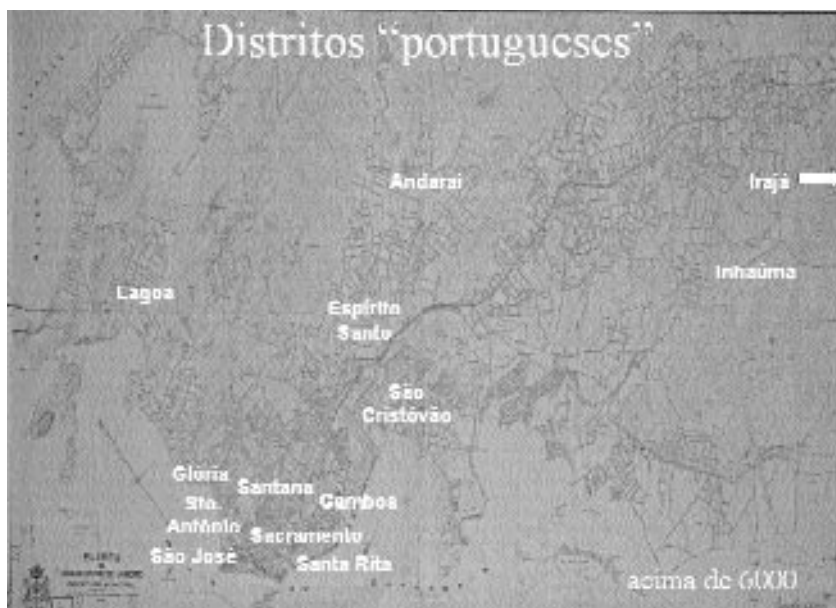 Distritos “portugueses”
Andaraí
Irajá
Inhaúma
Lagoa
Espírito
Santo
São
Cristóvão
Glória
Santana
Gamboa
Sto.
Antônio
Sacramento
São José
Santa Rita
PLANTA
acima de 6000